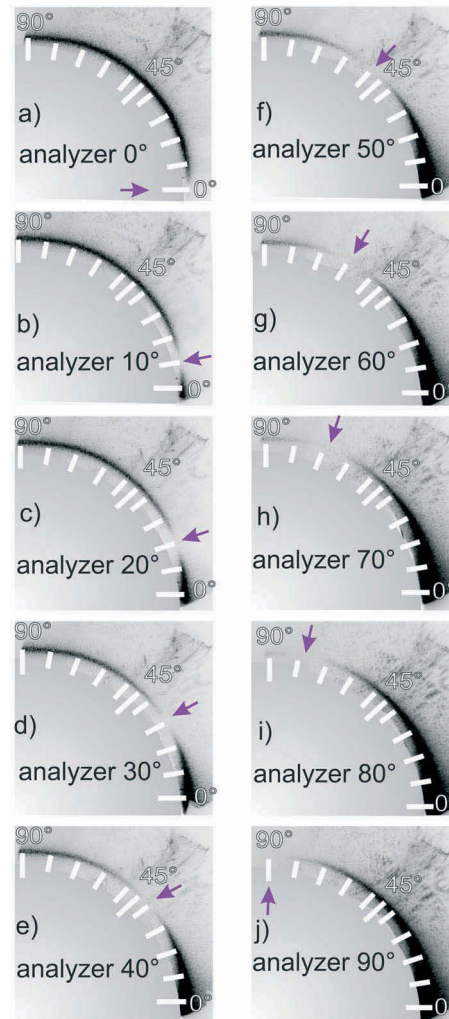 90°
45°
a)
analyzer 0°
0°
90°
45°
b)
analyzer 10°
0°
90°
45°
c)
analyzer 20°
0°
90°
45°
d)
analyzer 30°
0°
90°
45°
e)
analyzer 40°
0°
90°
45°
f)
analyzer 50°
0°
90°
45°
g)
analyzer 60°
0°
90°
45°
h)
analyzer 70°
0°
90°
45°
i)
analyzer 80°
0°
90°
45°
j)
analyzer 90°
0°